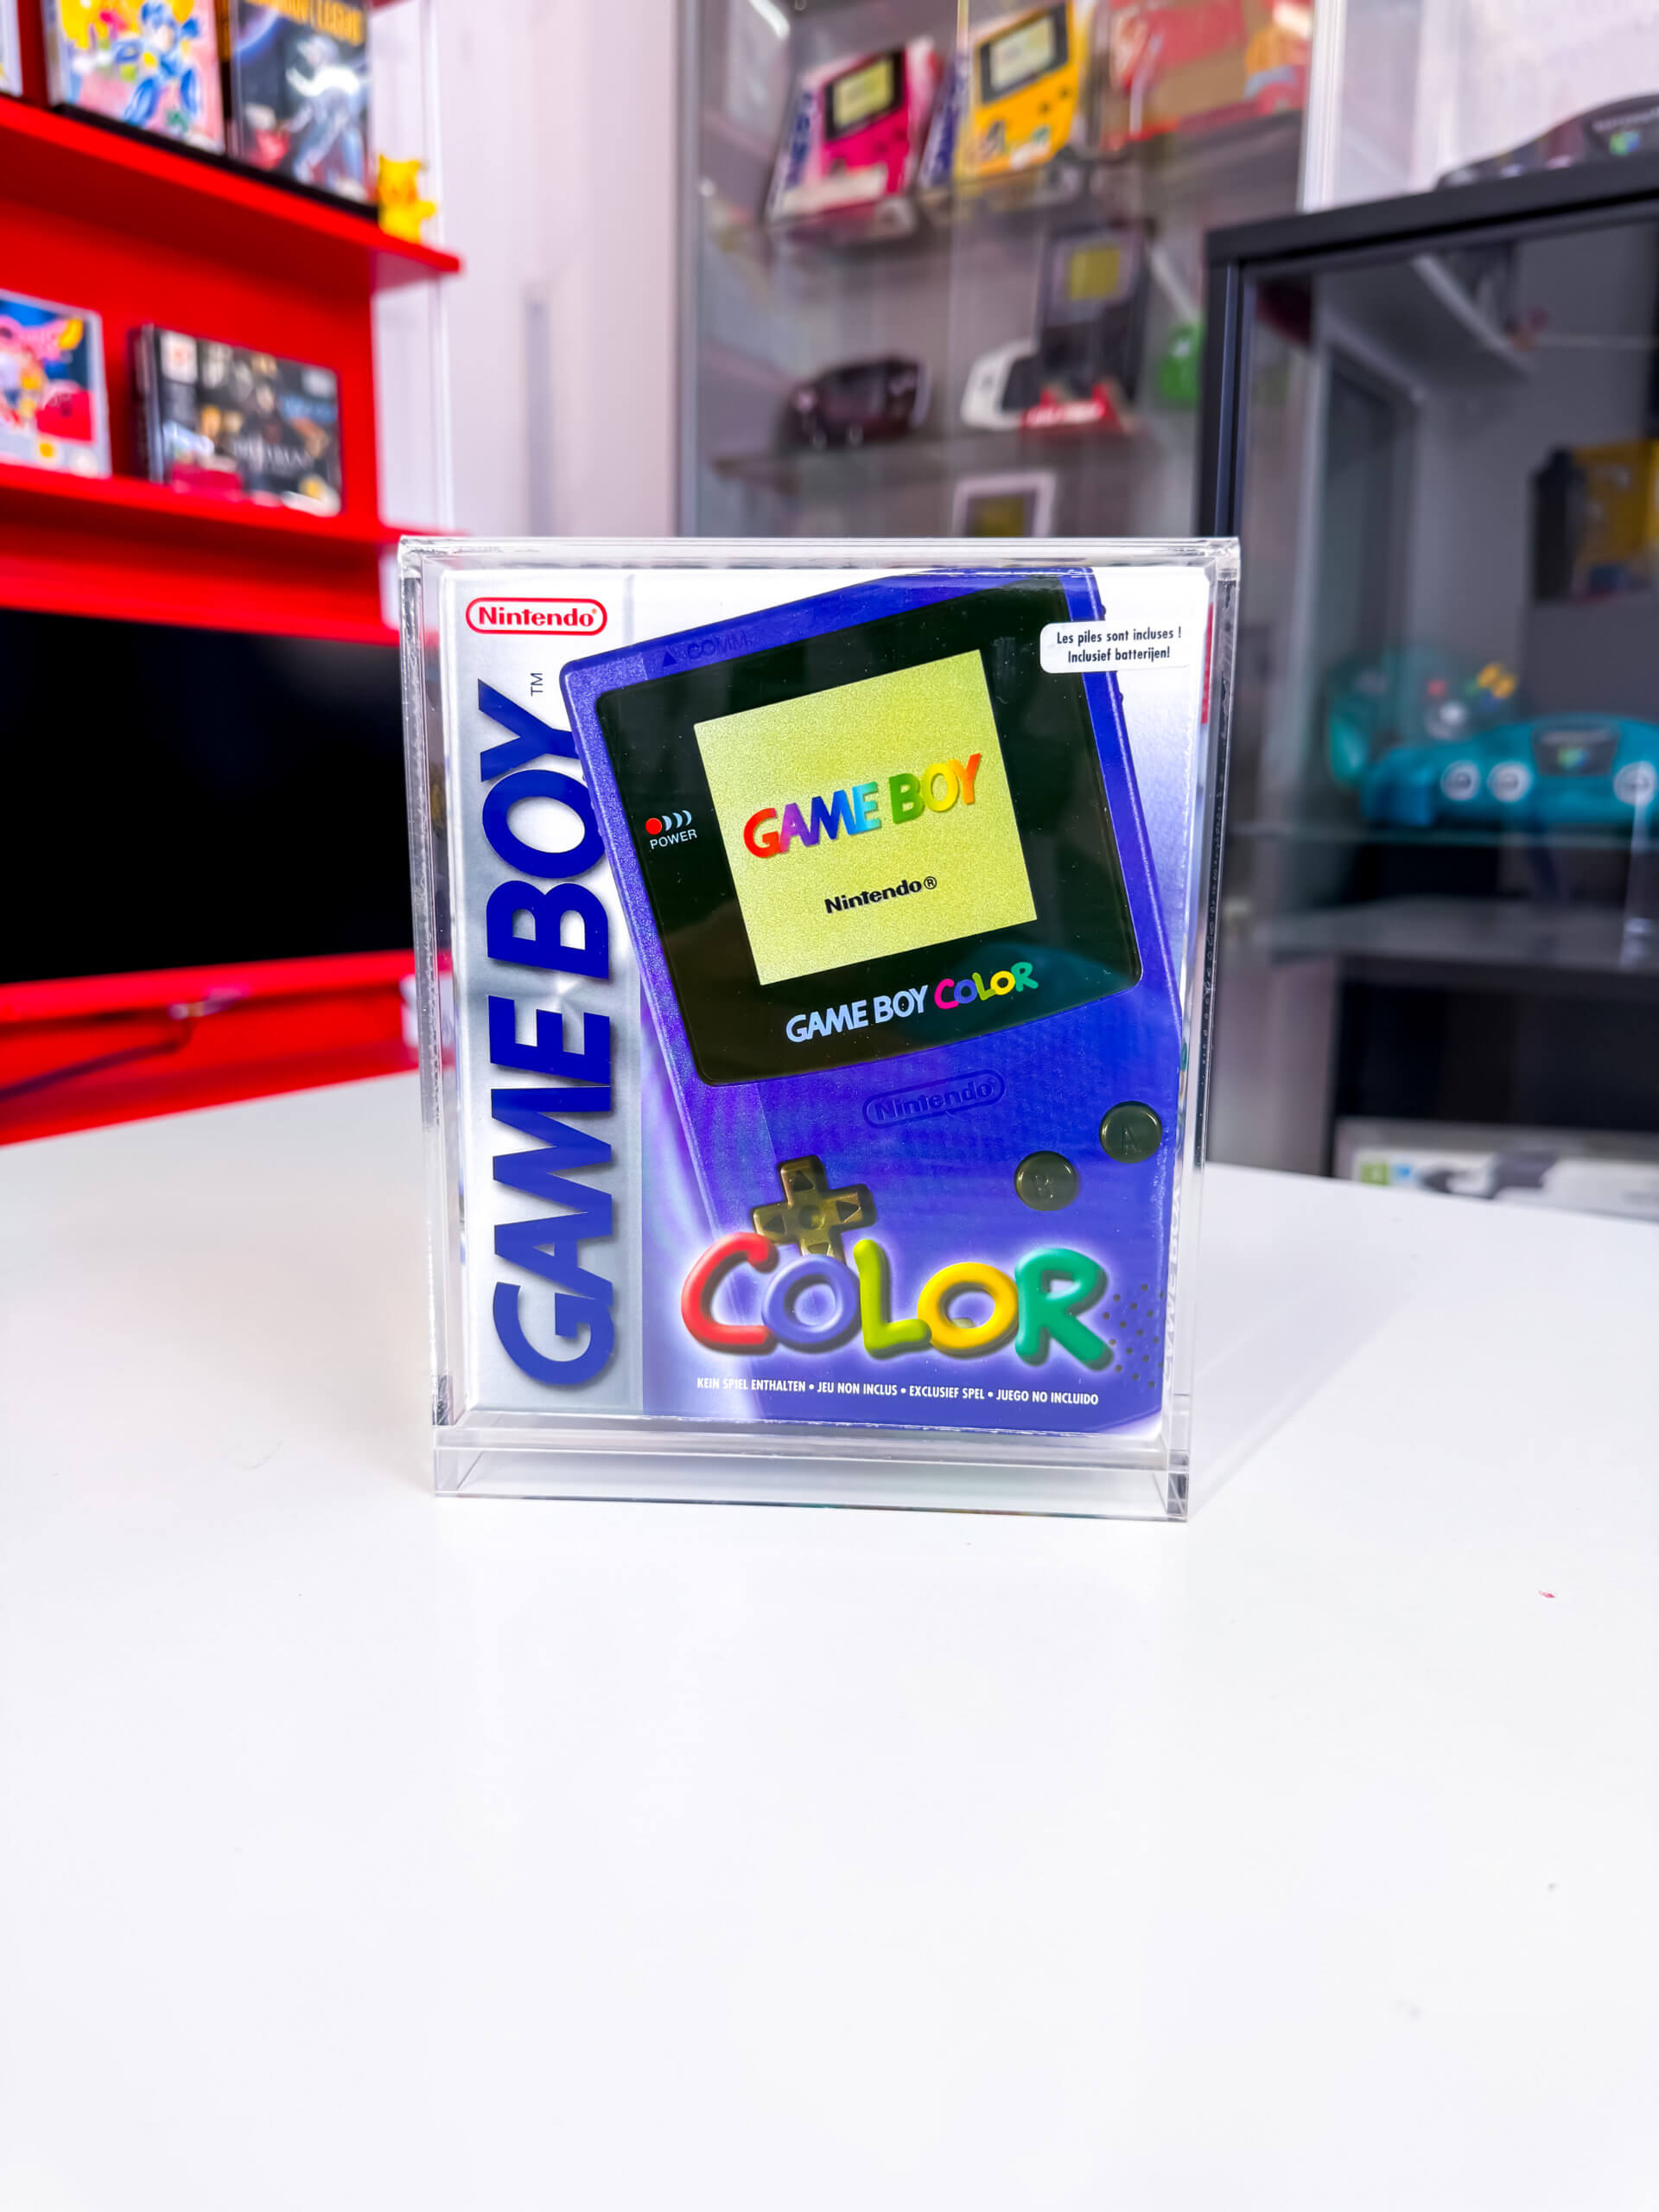 Nintendo®
GAME BOY™
COMM.
Les piles sont incluses !
Inclusief batterijen!
POWER
GAME BOY
Nintendo®
GAME BOY COLOR
Nintendo
A
B
COLOR
KEIN SPIEL ENTHALTEN • JEU NON INCLUS • EXCLUSIEF SPEL • JUEGO NO INCLUIDO